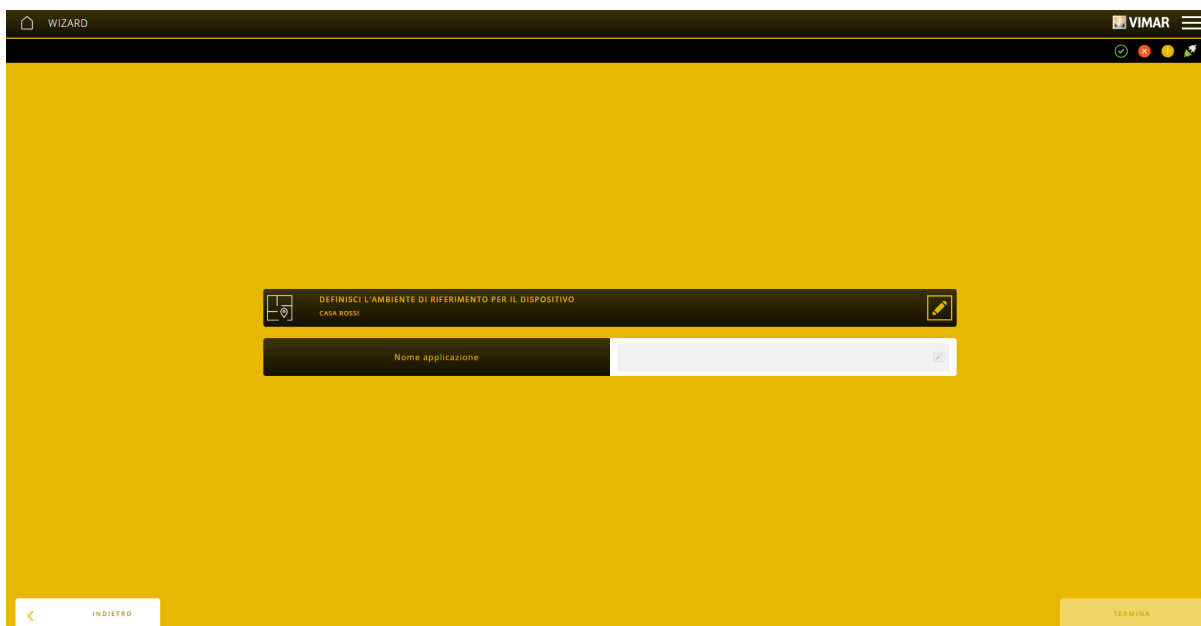 WIZARD
VIMAR
DEFINISCI L'AMBIENTE DI RIFERIMENTO PER IL DISPOSITIVO
CASA ROSSI
Nome applicazione
INDIETRO
TERMINA